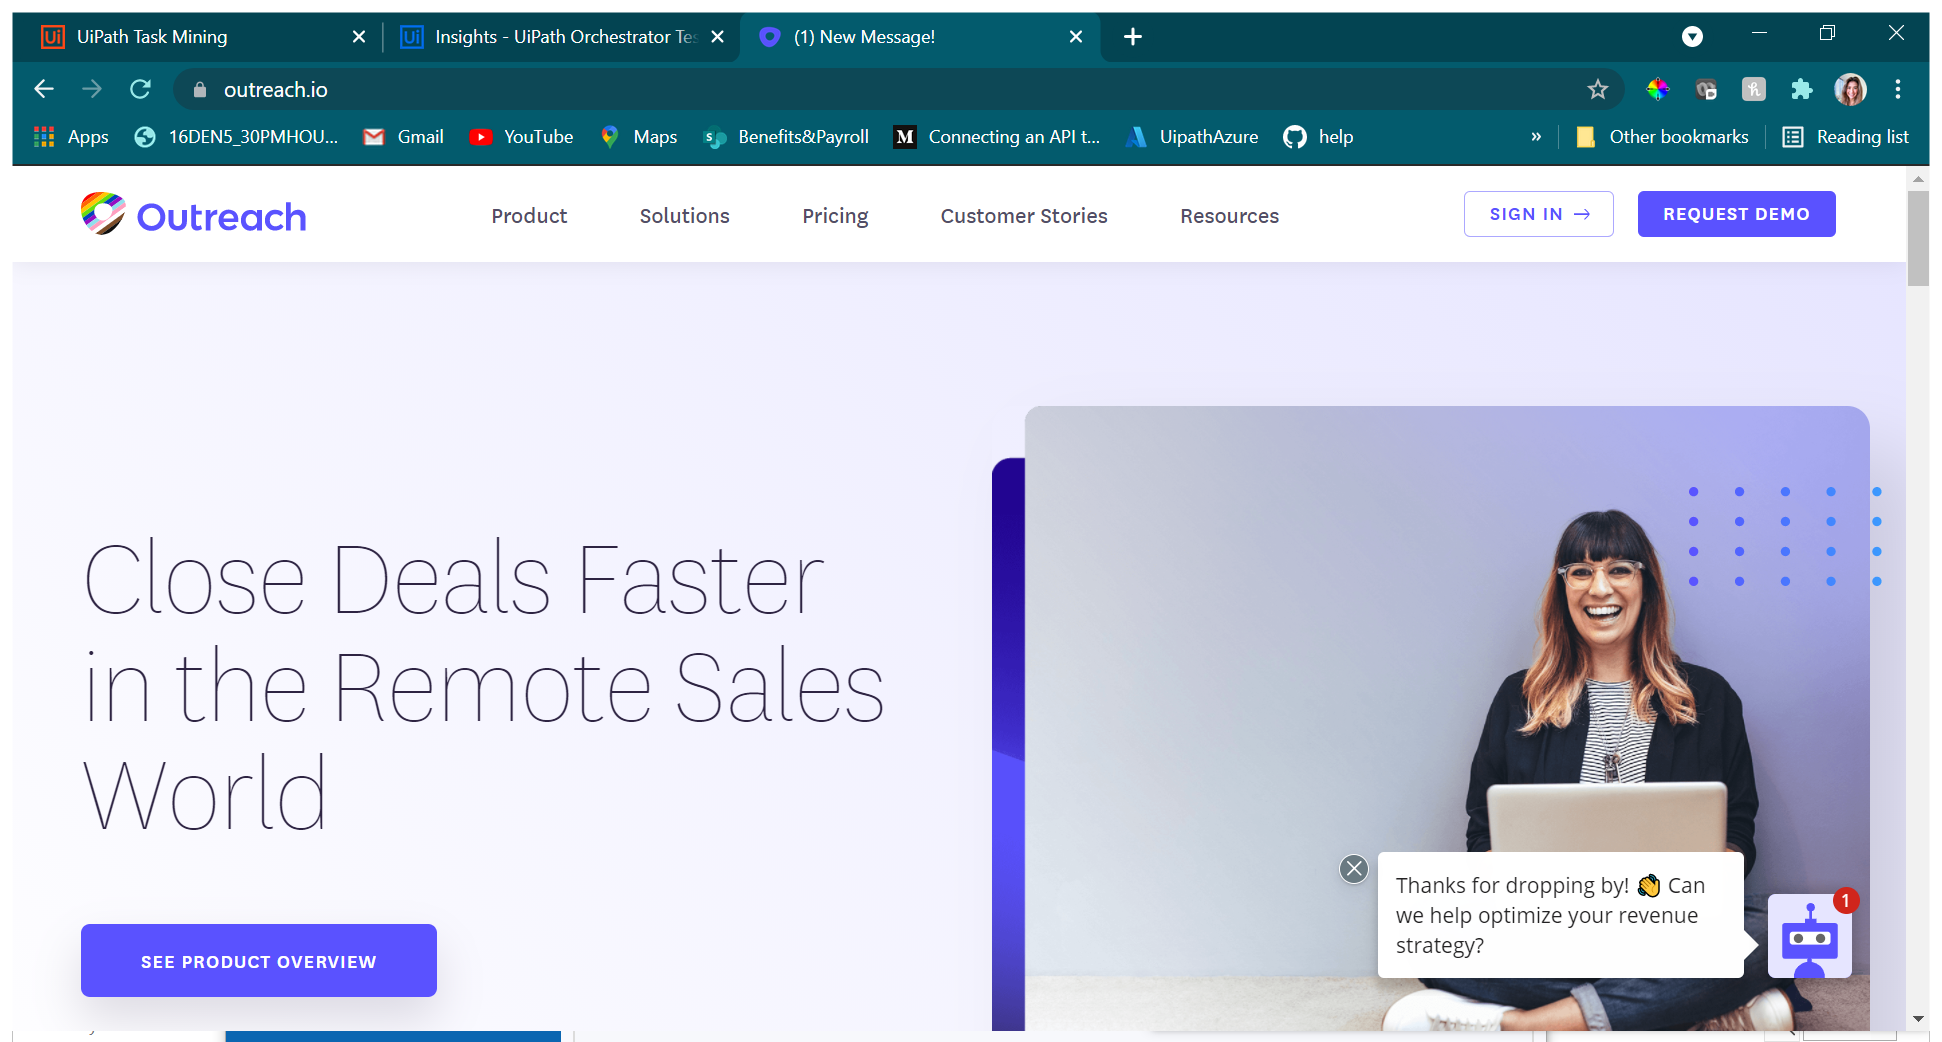 UiPath Task Mining
Insights - UiPath Orchestrator Tes
(1) New Message!
outreach.io
Apps
16DEN5_30PMHOU...
Gmail
YouTube
Maps
Benefits&Payroll
Connecting an API t...
UipathAzure
help
»
Other bookmarks
Reading list
Outreach
Product
Solutions
Pricing
Customer Stories
Resources
SIGN IN →
REQUEST DEMO
Close Deals Faster
in the Remote Sales
World
SEE PRODUCT OVERVIEW
Thanks for dropping by! 👏 Can
we help optimize your revenue
strategy?
1